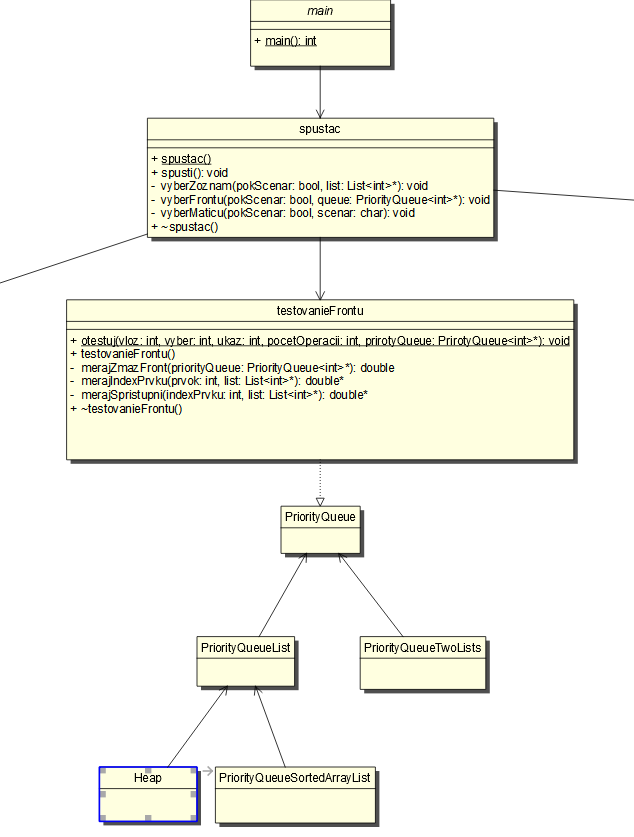 main
+ main(): int
spustac
+ spustac()
+ spusti(): void
- vyberZoznam(pokScenar: bool, list: List<int>*): void
- vyberFrontu(pokScenar: bool, queue: PriorityQueue<int>*): void
- vyberMaticu(pokScenar: bool, scenar: char): void
+ ~spustac()
testovanieFrontu
+ otestuj(vloz: int, vyber: int, ukaz: int, pocetOperacii: int, prirotyQueue: PrirotyQueue<int>*): void
+ testovanieFrontu()
- merajZmazFront(priorityQueue: PriorityQueue<int>*): double
- merajIndexPrvku(prvok: int, list: List<int>*): double*
- merajSpristupni(indexPrvku: int, list: List<int>*): double*
+ ~testovanieFrontu()
PriorityQueue
PriorityQueueList
PriorityQueueTwoLists
Heap
PriorityQueueSortedArrayList